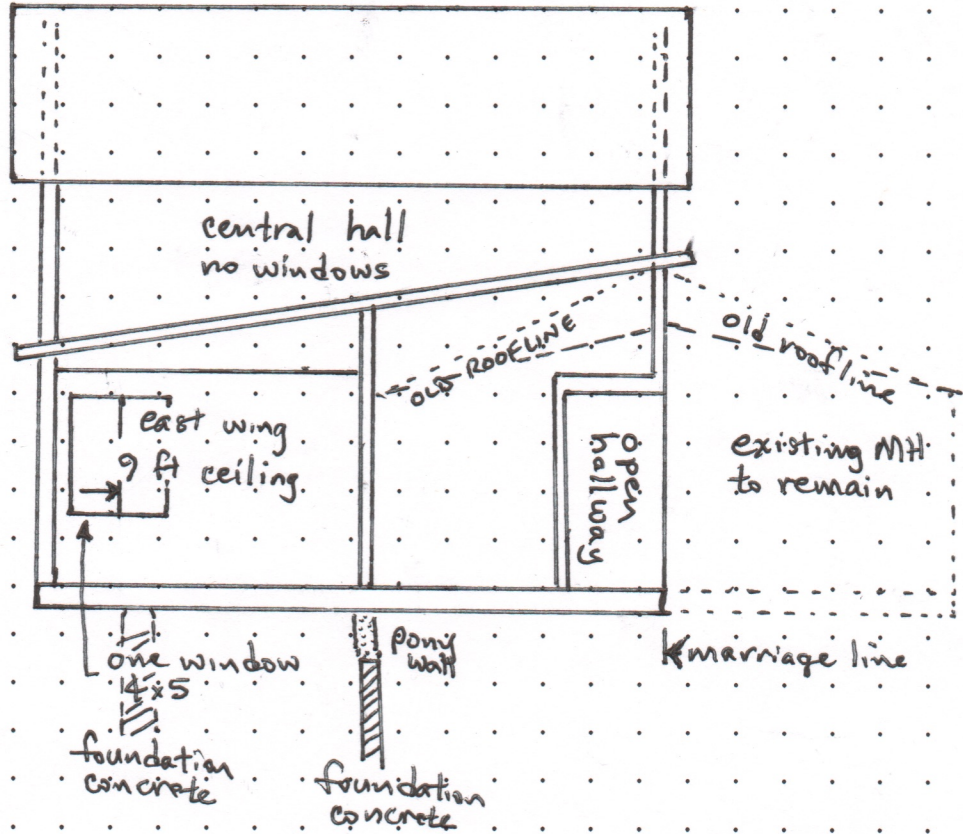 central hall
no windows
OLD ROOFLINE
old roofline
east wing
9 ft ceiling
open
hallway
existing MH
to remain
one window
4x5
pony
wall
marriage line
foundation
concrete
foundation
concrete